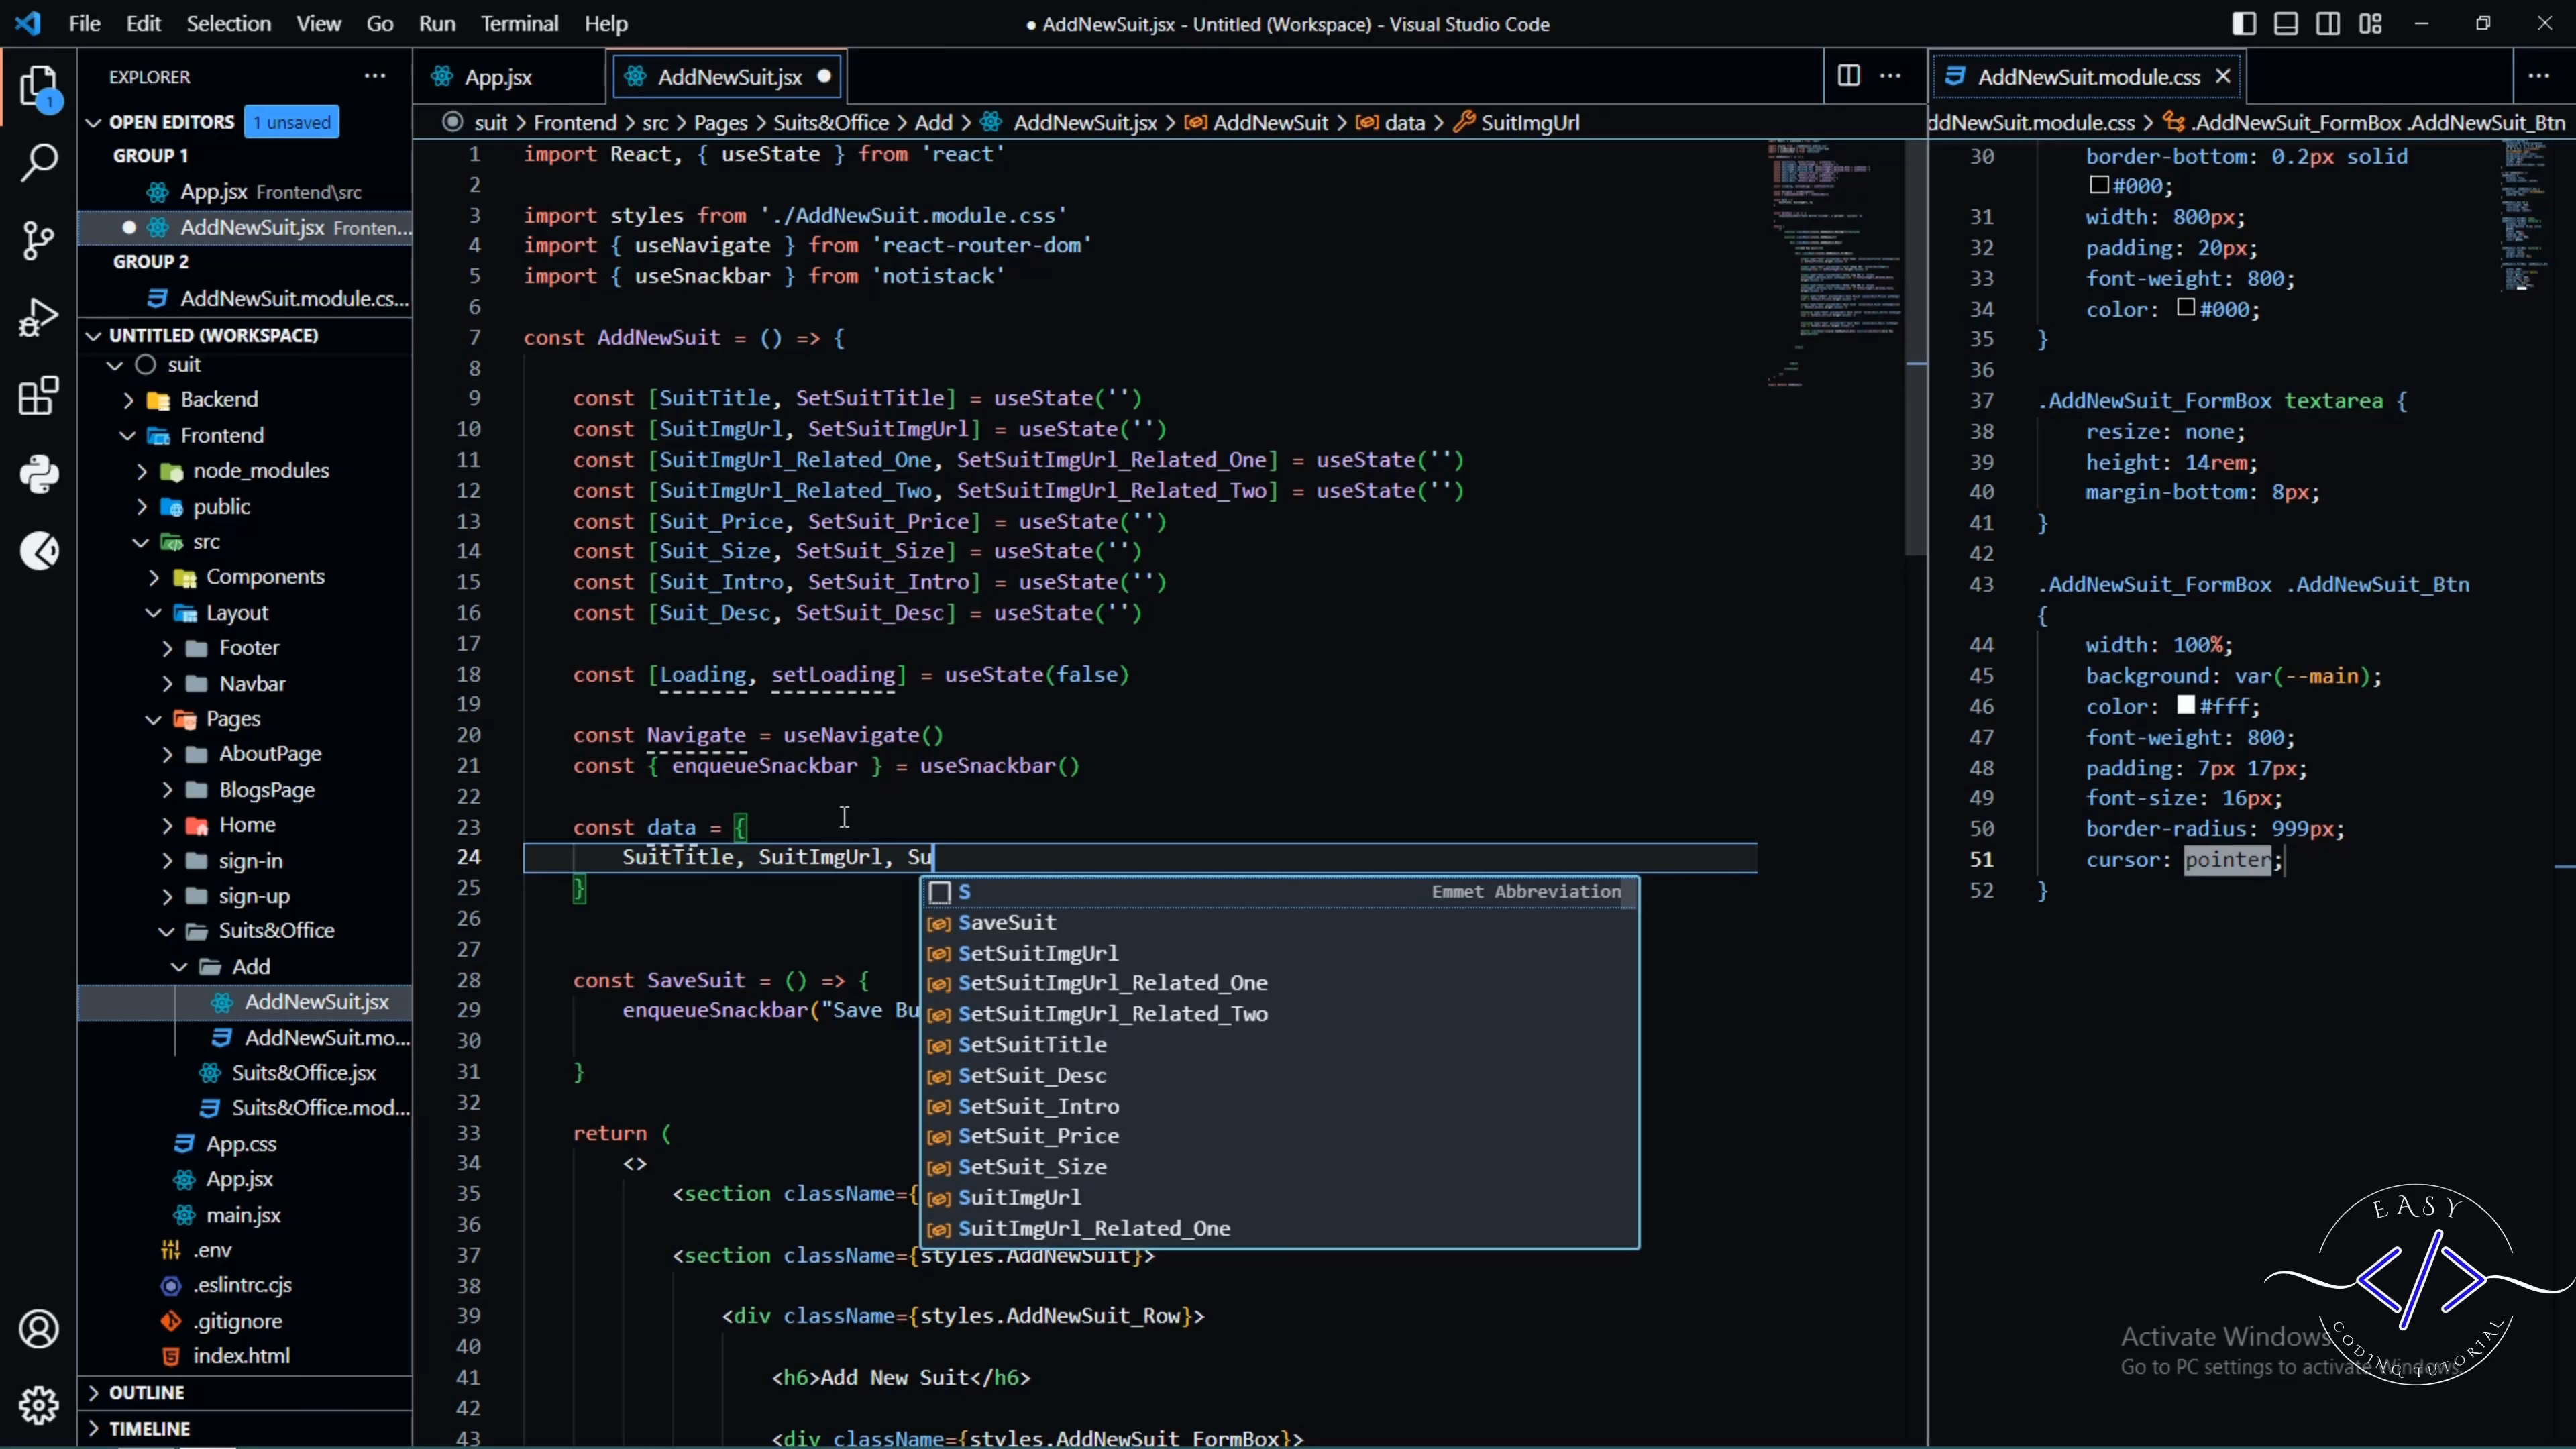 File Edit Selection View Go Run Terminal Help
● AddNewSuit.jsx - Untitled (Workspace) - Visual Studio Code
EXPLORER
OPEN EDITORS 1 unsaved
GROUP 1
App.jsx Frontend\src
AddNewSuit.jsx Fronten...
GROUP 2
AddNewSuit.module.cs...
UNTITLED (WORKSPACE)
suit
Backend
Frontend
node_modules
public
src
Components
Layout
Footer
Navbar
Pages
AboutPage
BlogsPage
Home
sign-in
sign-up
Suits&Office
Add
AddNewSuit.jsx
AddNewSuit.mo...
Suits&Office.jsx
Suits&Office.mod...
App.css
App.jsx
main.jsx
.env
.eslintrc.cjs
.gitignore
index.html
OUTLINE
TIMELINE
1
App.jsx AddNewSuit.jsx
suit > Frontend > src > Pages > Suits&Office > Add > AddNewSuit.jsx > AddNewSuit > data > SuitImgUrl
1 import React, { useState } from 'react'
2
3 import styles from './AddNewSuit.module.css'
4 import { useNavigate } from 'react-router-dom'
5 import { useSnackbar } from 'notistack'
6
7 const AddNewSuit = () => {
8
9 const [SuitTitle, SetSuitTitle] = useState('')
10 const [SuitImgUrl, SetSuitImgUrl] = useState('')
11 const [SuitImgUrl_Related_One, SetSuitImgUrl_Related_One] = useState('')
12 const [SuitImgUrl_Related_Two, SetSuitImgUrl_Related_Two] = useState('')
13 const [Suit_Price, SetSuit_Price] = useState('')
14 const [Suit_Size, SetSuit_Size] = useState('')
15 const [Suit_Intro, SetSuit_Intro] = useState('')
16 const [Suit_Desc, SetSuit_Desc] = useState('')
17
18 const [Loading, setLoading] = useState(false)
19
20 const Navigate = useNavigate()
21 const { enqueueSnackbar } = useSnackbar()
22
23 const data = {
24 SuitTitle, SuitImgUrl, Su
25 }
26
27
28 const SaveSuit = () => {
29 enqueueSnackbar("Save Bu
30
31 }
32
33 return (
34 <>
35 <section className={
36
37 <section className={styles.AddNewSuit}>
38
39 <div className={styles.AddNewSuit_Row}>
40
41 <h6>Add New Suit</h6>
42
43 <div className={styles.AddNewSuit_FormBox}>
S Emmet Abbreviation
SaveSuit
SetSuitImgUrl
SetSuitImgUrl_Related_One
SetSuitImgUrl_Related_Two
SetSuitTitle
SetSuit_Desc
SetSuit_Intro
SetSuit_Price
SetSuit_Size
SuitImgUrl
SuitImgUrl_Related_One
AddNewSuit.module.css
ddNewSuit.module.css > .AddNewSuit_FormBox .AddNewSuit_Btn
30 border-bottom: 0.2px solid
#000;
31 width: 800px;
32 padding: 20px;
33 font-weight: 800;
34 color: #000;
35 }
36
37 .AddNewSuit_FormBox textarea {
38 resize: none;
39 height: 14rem;
40 margin-bottom: 8px;
41 }
42
43 .AddNewSuit_FormBox .AddNewSuit_Btn
{
44 width: 100%;
45 background: var(--main);
46 color: #fff;
47 font-weight: 800;
48 padding: 7px 17px;
49 font-size: 16px;
50 border-radius: 999px;
51 cursor: pointer;
52 }
EASY
</>
CODING TUTORIAL
Activate Windows
Go to PC settings to activate Windows.